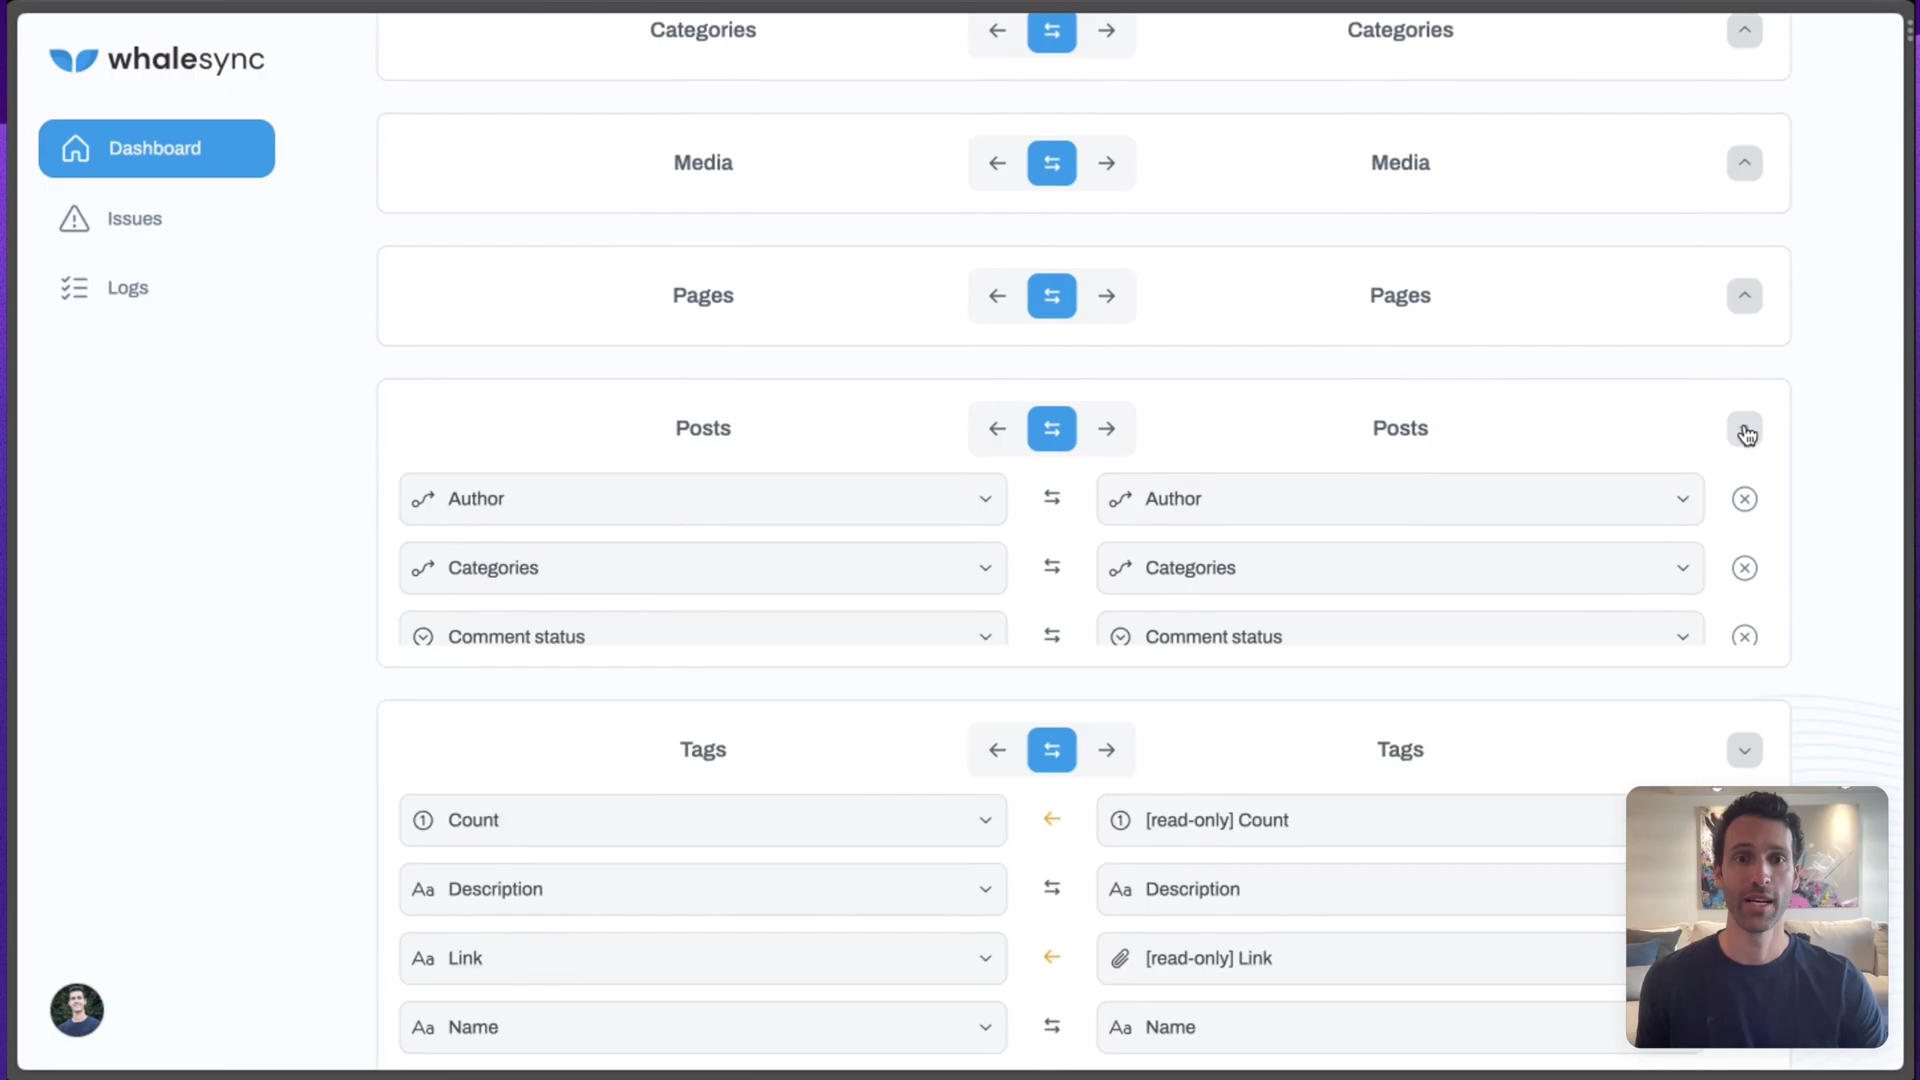 Categories Categories
whalesync
Dashboard
Media Media
Issues
Logs
Pages Pages
Posts Posts
Author Author
Categories Categories
Comment status Comment status
Tags Tags
Count [read-only] Count
Description Description
Link [read-only] Link
Name Name